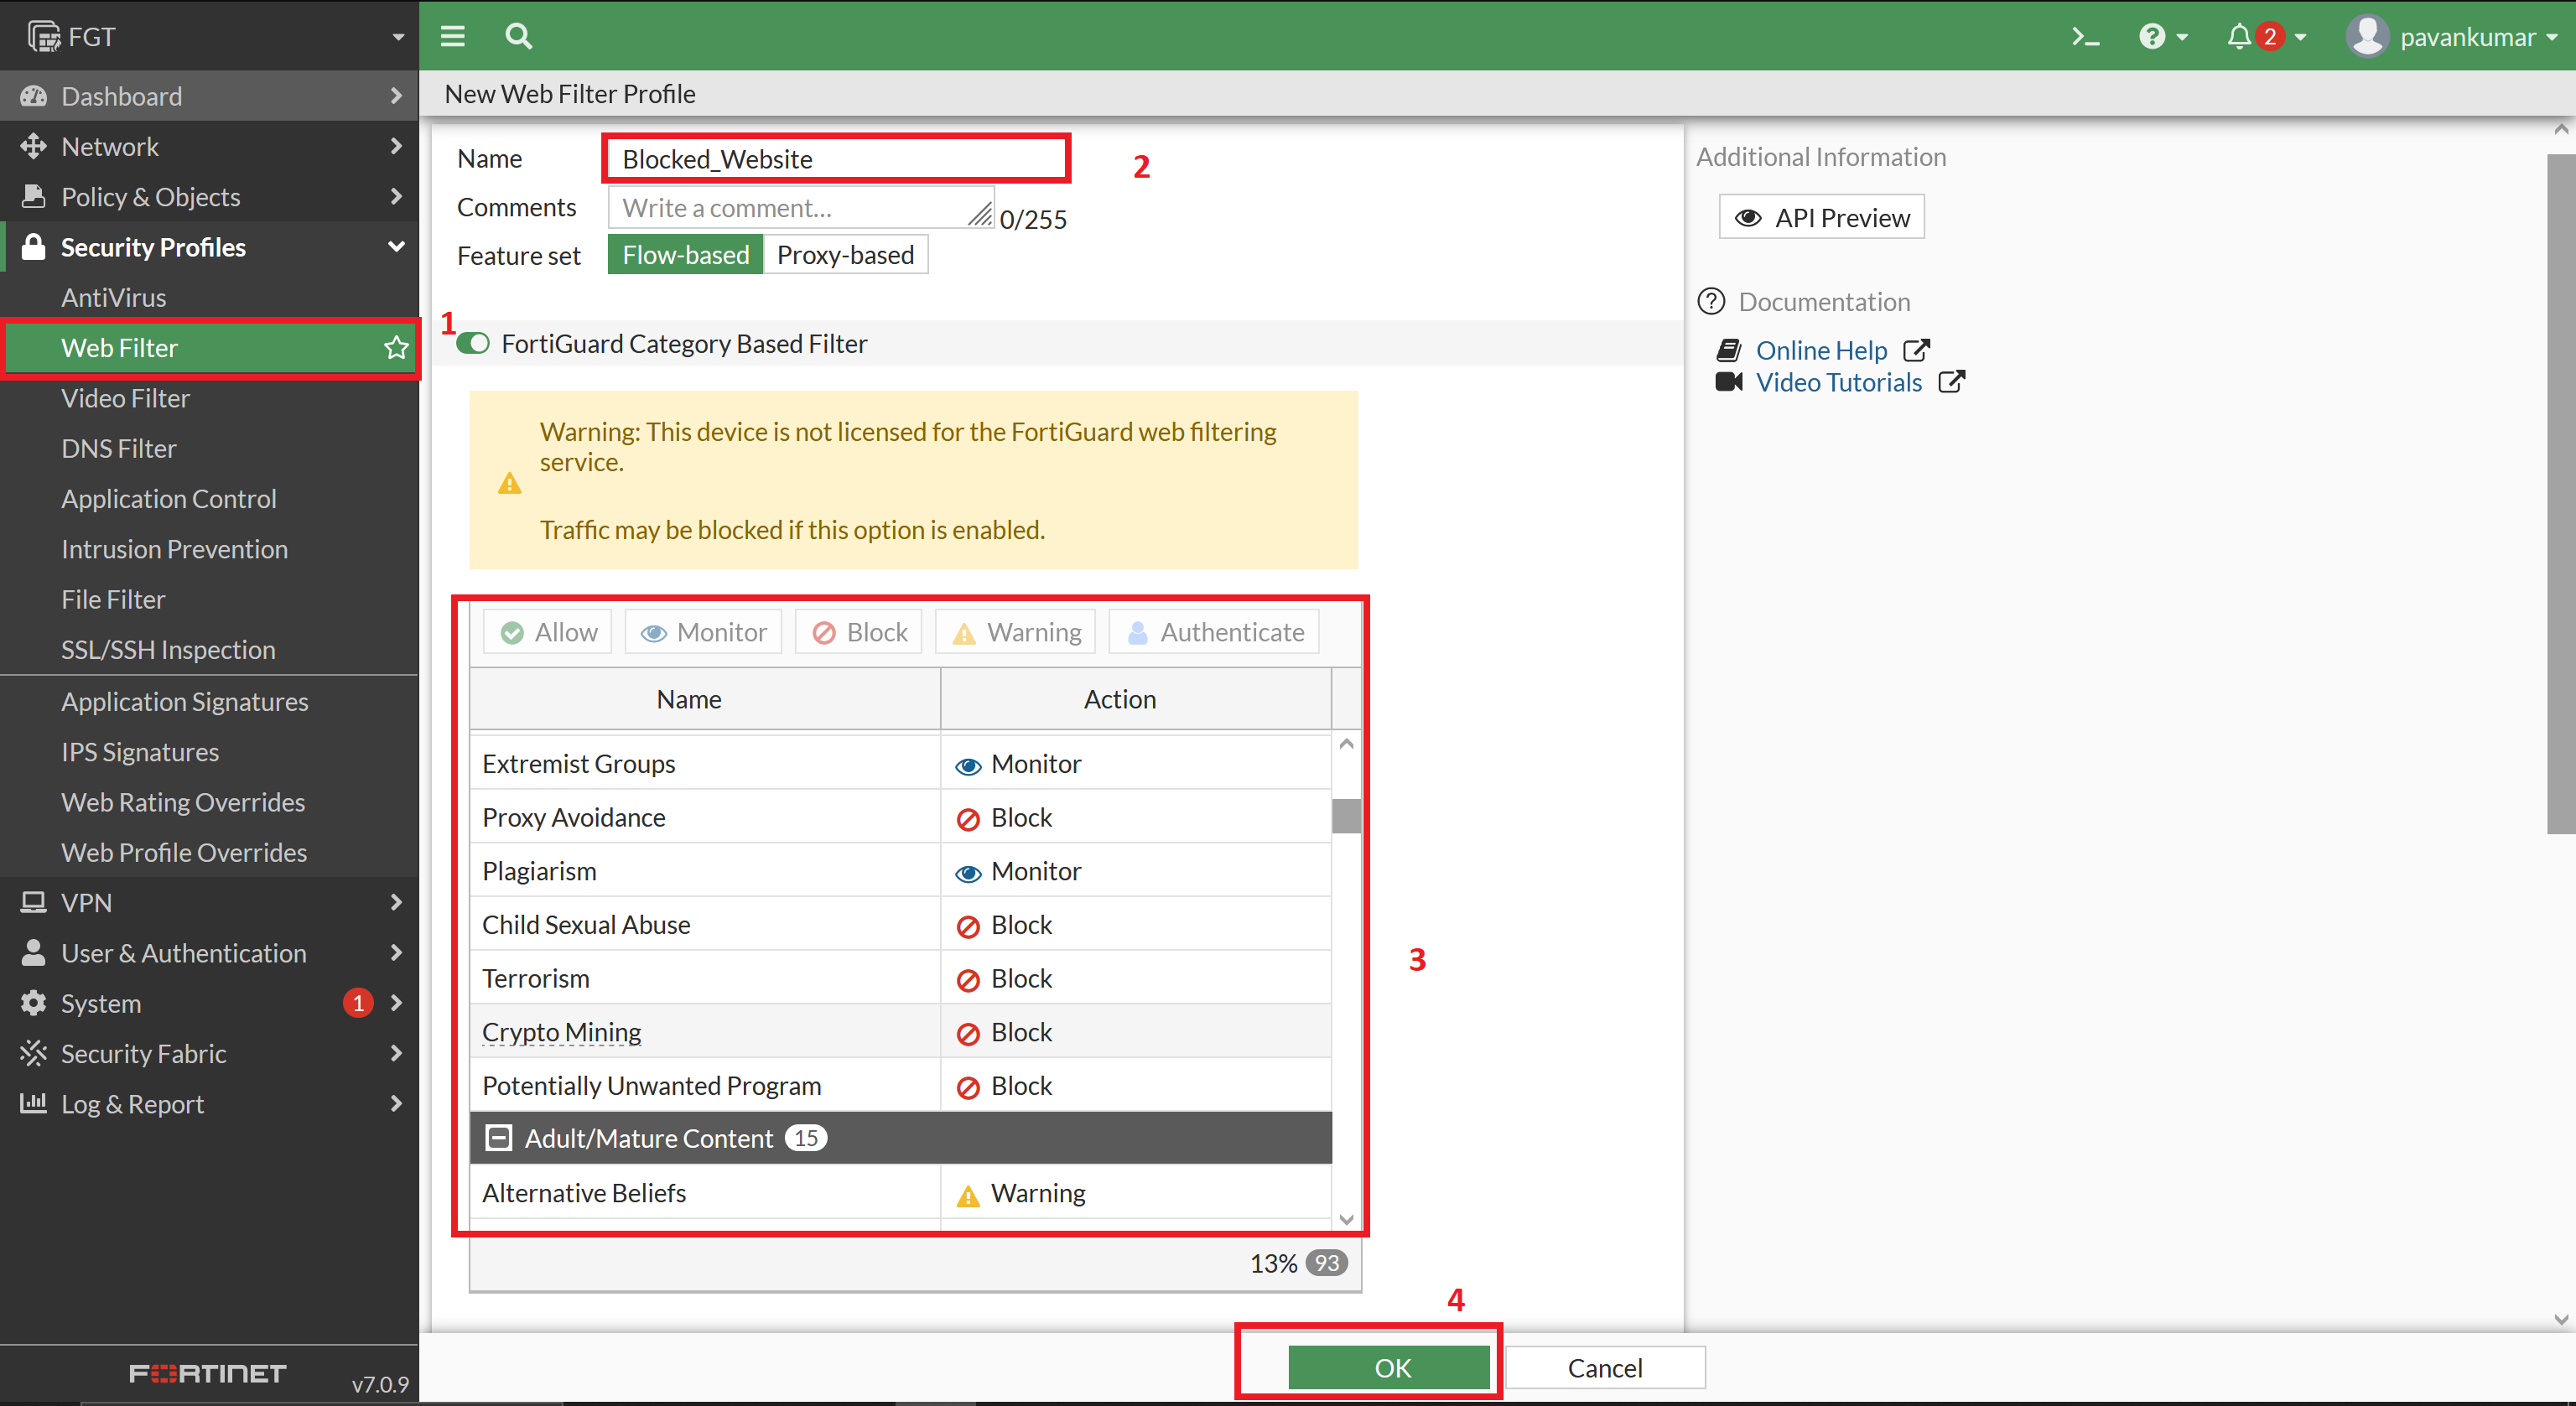 FGT
2
pavankumar
Dashboard
Network
Policy & Objects
Security Profiles
AntiVirus
Web Filter
Video Filter
DNS Filter
Application Control
Intrusion Prevention
File Filter
SSL/SSH Inspection
Application Signatures
IPS Signatures
Web Rating Overrides
Web Profile Overrides
VPN
User & Authentication
System 1
Security Fabric
Log & Report
FORTINET v7.0.9
New Web Filter Profile
Name Blocked_Website 2
Comments Write a comment... 0/255
Feature set Flow-based Proxy-based
1 FortiGuard Category Based Filter
Warning: This device is not licensed for the FortiGuard web filtering
service.
Traffic may be blocked if this option is enabled.
Allow Monitor Block Warning Authenticate
Name Action
Extremist Groups Monitor
Proxy Avoidance Block
Plagiarism Monitor
Child Sexual Abuse Block
3
Terrorism Block
Crypto Mining Block
Potentially Unwanted Program Block
Adult/Mature Content 15
Alternative Beliefs Warning
13% 93
4
OK Cancel
Additional Information
API Preview
Documentation
Online Help
Video Tutorials